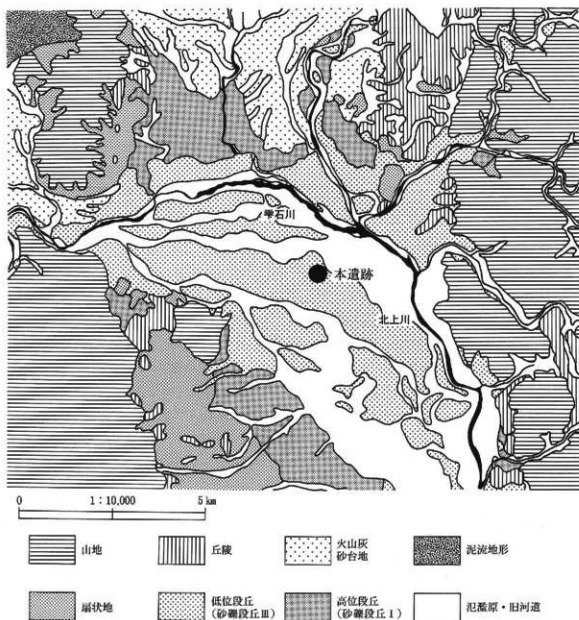 雫石川
本遺跡
北上川
0 1：10,000 5 km
山地
丘陵
火山灰
砂台地
泥流地形
扇状地
低位段丘
(砂礫段丘Ⅲ)
高位段丘
(砂礫段丘Ⅰ)
氾濫原・旧河道